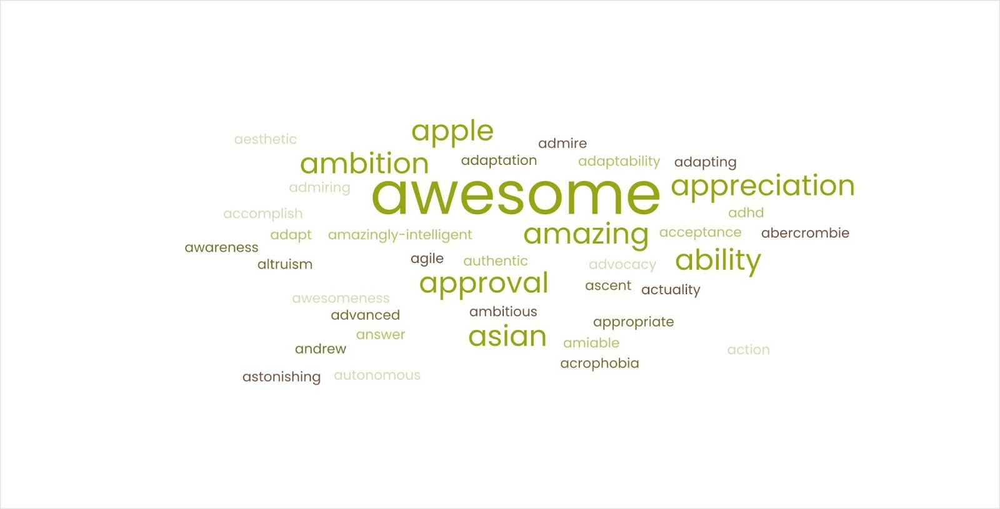 apple
aesthetic
admire
ambition
adaptation
adaptability
adapting
admiring
awesome
appreciation
accomplish
adhd
adapt
amazingly-intelligent
amazing
acceptance
abercrombie
awareness
altruism
agile
authentic
advocacy
ability
approval
ascent
actuality
awesomeness
advanced
ambitious
appropriate
answer
asian
amiable
andrew
action
acrophobia
astonishing
autonomous